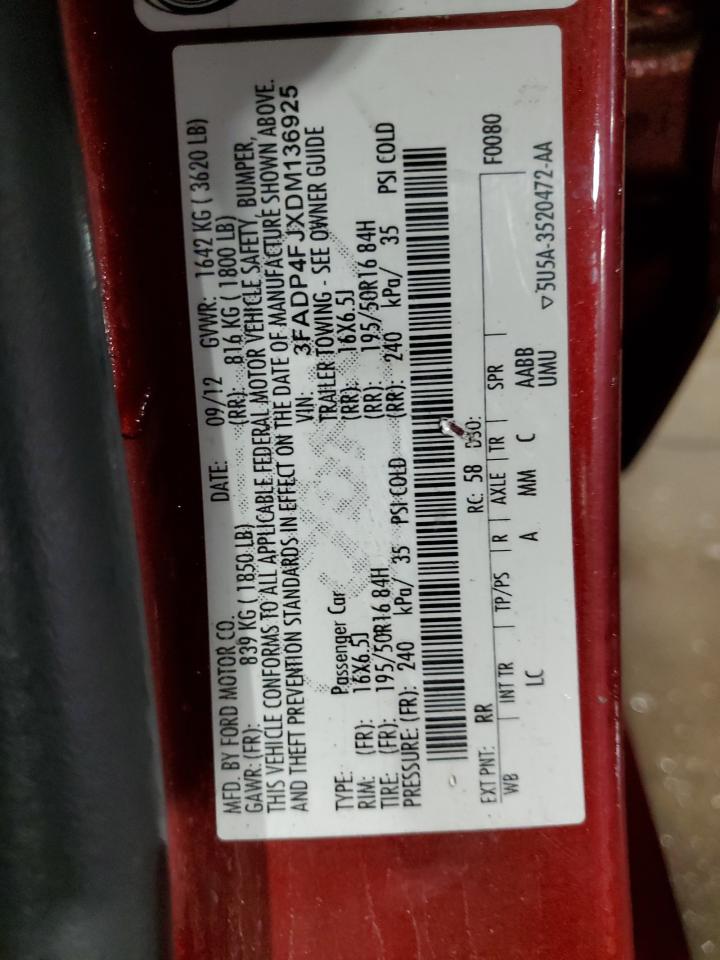 MFD. BY FORD MOTOR CO. DATE: 09/12 GVWR: 1642 KG ( 3620 LB)
GAWR: (FR): 839 KG ( 1850 LB) (RR): 816 KG ( 1800 LB)
THIS VEHICLE CONFORMS TO ALL APPLICABLE FEDERAL MOTOR VEHICLE SAFETY, BUMPER,
AND THEFT PREVENTION STANDARDS IN EFFECT ON THE DATE OF MANUFACTURE SHOWN ABOVE.
VIN: 3FADP4FJXDM136925
TYPE: Passenger Car TRAILER TOWING - SEE OWNER GUIDE
RIM: (FR): 16X6.5J (RR): 16X6.5J
TIRE: (FR): 195/50R16 84H (RR): 195/50R16 84H
PRESSURE: (FR): 240 kPa/ 35 PSI COLD (RR): 240 kPa/ 35 PSI COLD
EXT PNT: RR RC: 58 DSO: F0080
WB INT TR TP/PS R AXLE TR SPR
LC A MM C AABB
UMU
▽5U5A-3520472-AA